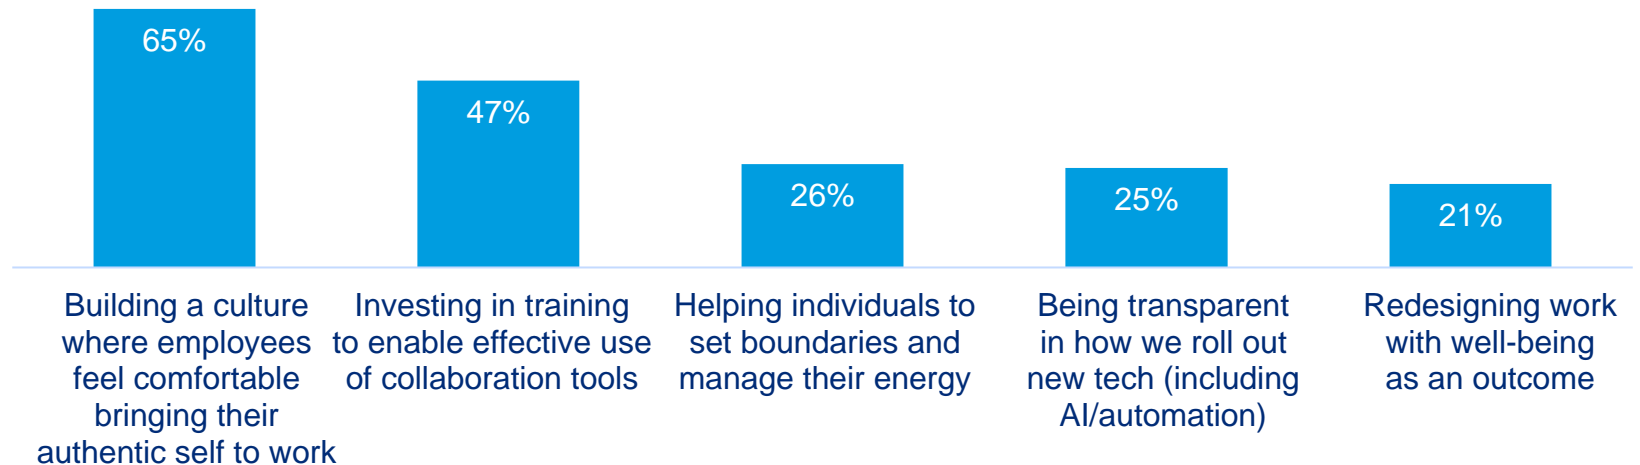 65%
47%
26%
25%
21%
Building a culture
where employees
feel comfortable
bringing their
authentic self to work
Investing in training
to enable effective use
of collaboration tools
Helping individuals to
set boundaries and
manage their energy
Being transparent
in how we roll out
new tech (including
AI/automation)
Redesigning work
with well-being
as an outcome